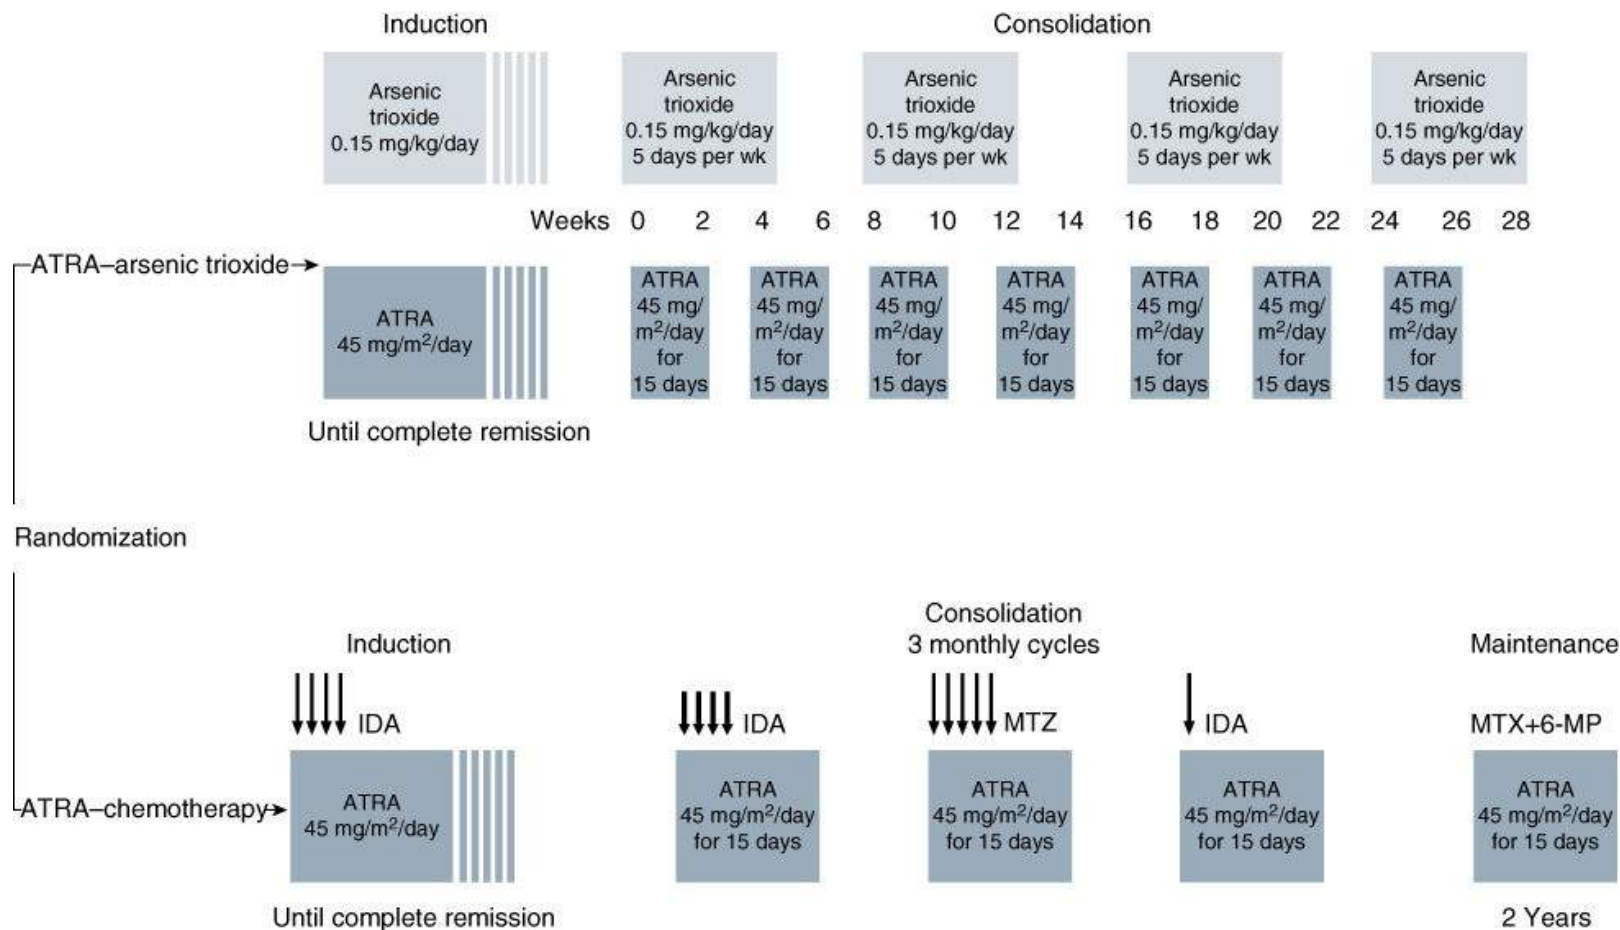 Induction
Consolidation
Arsenic
trioxide
0.15 mg/kg/day
Arsenic
trioxide
0.15 mg/kg/day
5 days per wk
Arsenic
trioxide
0.15 mg/kg/day
5 days per wk
Arsenic
trioxide
0.15 mg/kg/day
5 days per wk
Arsenic
trioxide
0.15 mg/kg/day
5 days per wk
Weeks 0 2 4 6 8 10 12 14 16 18 20 22 24 26 28
ATRA–arsenic trioxide
ATRA
45 mg/m²/day
ATRA
45 mg/
m²/day
for
15 days
ATRA
45 mg/
m²/day
for
15 days
ATRA
45 mg/
m²/day
for
15 days
ATRA
45 mg/
m²/day
for
15 days
ATRA
45 mg/
m²/day
for
15 days
ATRA
45 mg/
m²/day
for
15 days
ATRA
45 mg/
m²/day
for
15 days
Until complete remission
Randomization
Induction
Consolidation
3 monthly cycles
Maintenance
IDA
IDA
MTZ
IDA
MTX+6-MP
ATRA–chemotherapy
ATRA
45 mg/m²/day
ATRA
45 mg/m²/day
for 15 days
ATRA
45 mg/m²/day
for 15 days
ATRA
45 mg/m²/day
for 15 days
ATRA
45 mg/m²/day
for 15 days
Until complete remission
2 Years